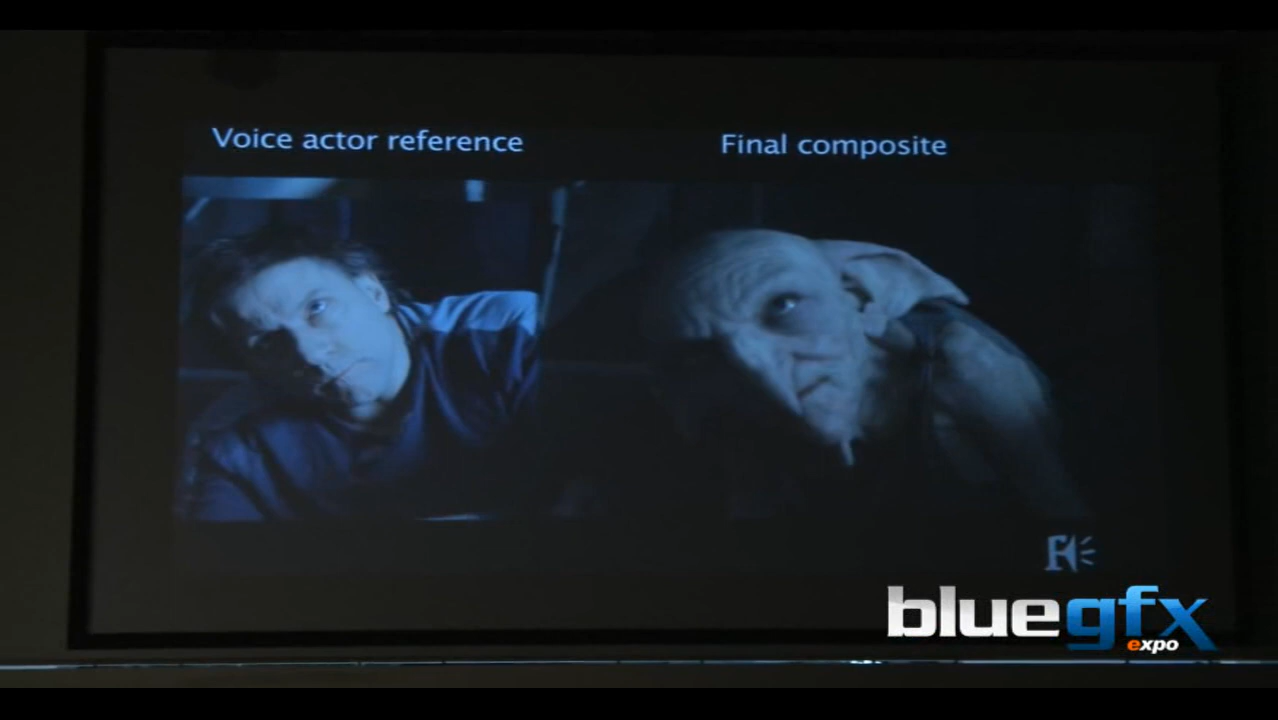 Voice actor reference
Final composite
bluegfx
expo